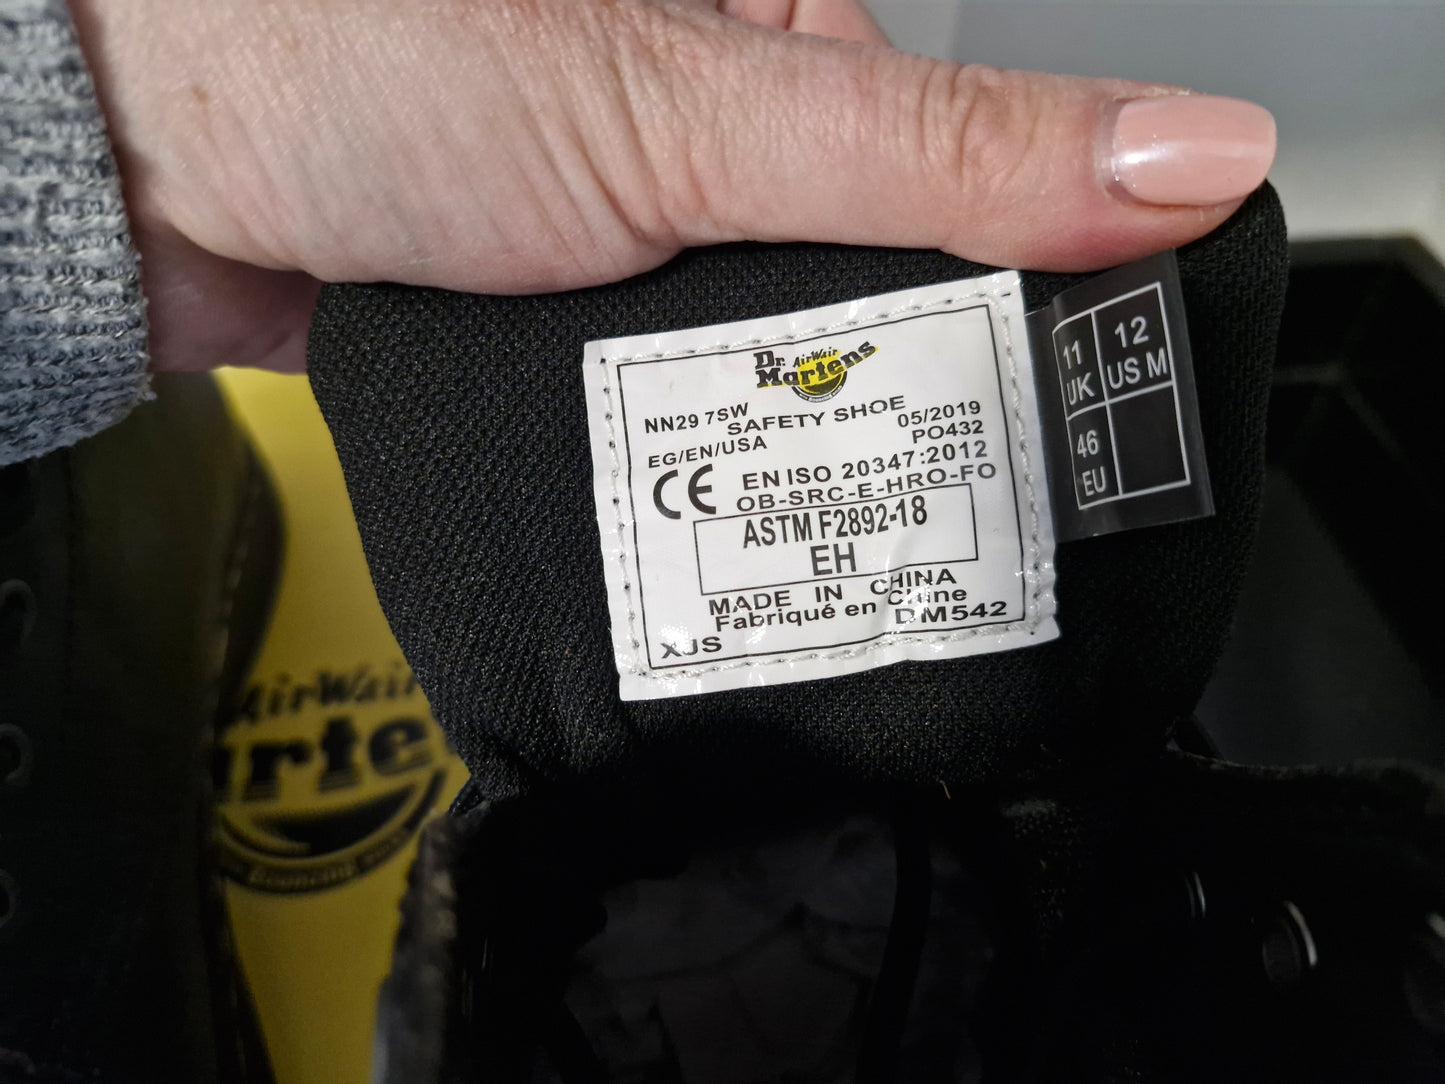 Dr. AirWair
Martens
NN29 7SW
SAFETY SHOE
05/2019
EG/EN/USA
PO432
CE
EN ISO 20347:2012
OB-SRC-E-HRO-FO
ASTM F2892-18
EH
MADE IN CHINA
Fabriqué en Chine
DM542
XJS
11 UK
12 US M
46 EU
AirWair
arte